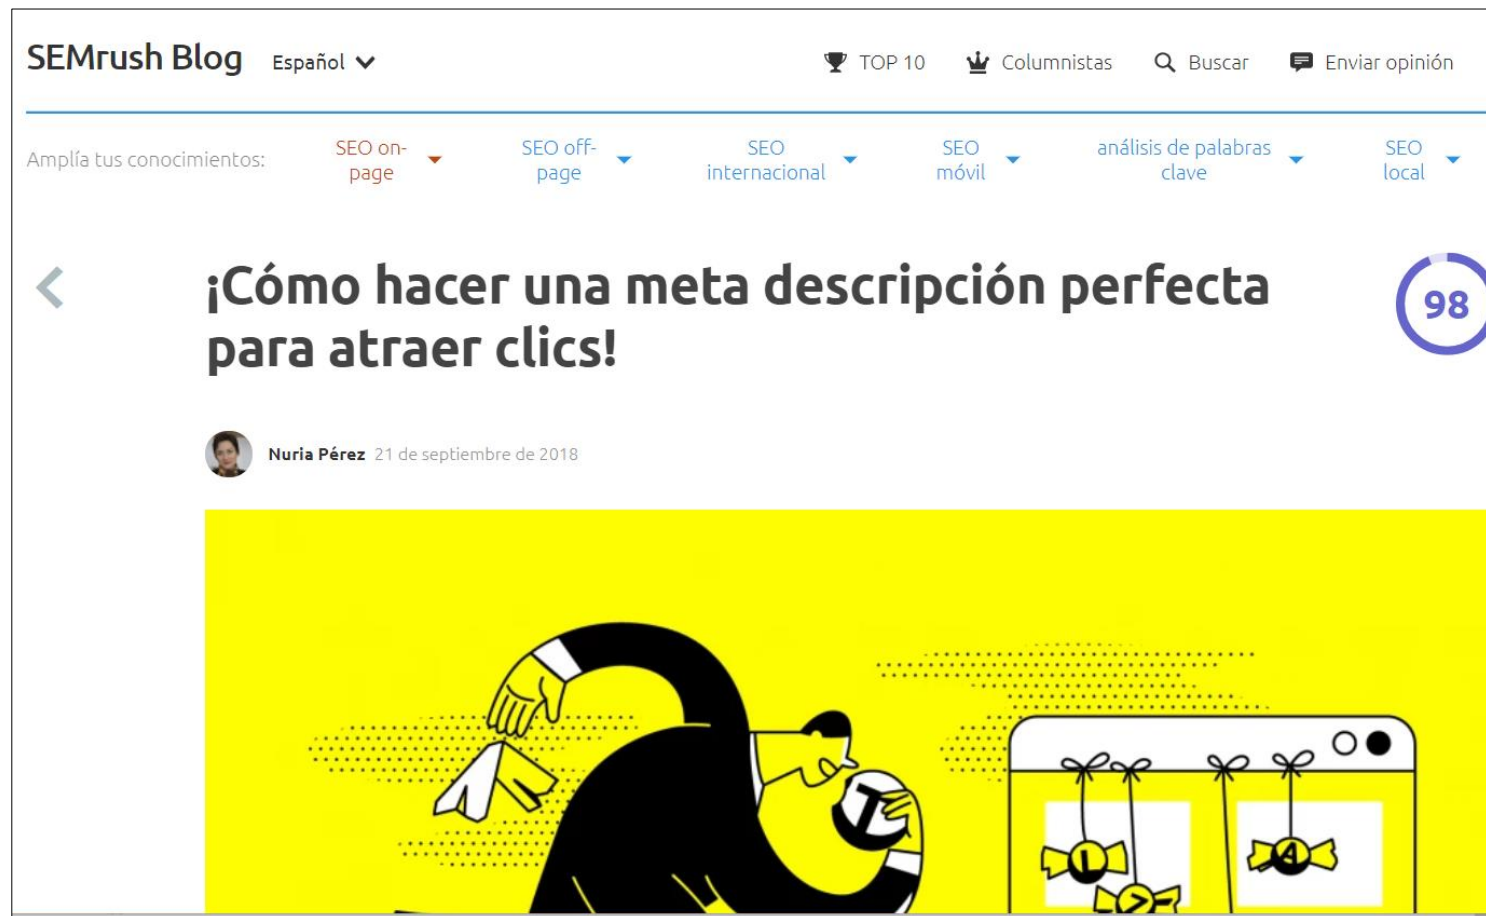 SEMrush Blog Español TOP 10 Columnistas Buscar Enviar opinión
Amplía tus conocimientos:
SEO on-
page
SEO off-
page
SEO
internacional
SEO
móvil
análisis de palabras
clave
SEO
local
¡Cómo hacer una meta descripción perfecta
para atraer clics!
98
Nuria Pérez 21 de septiembre de 2018
T
L
A